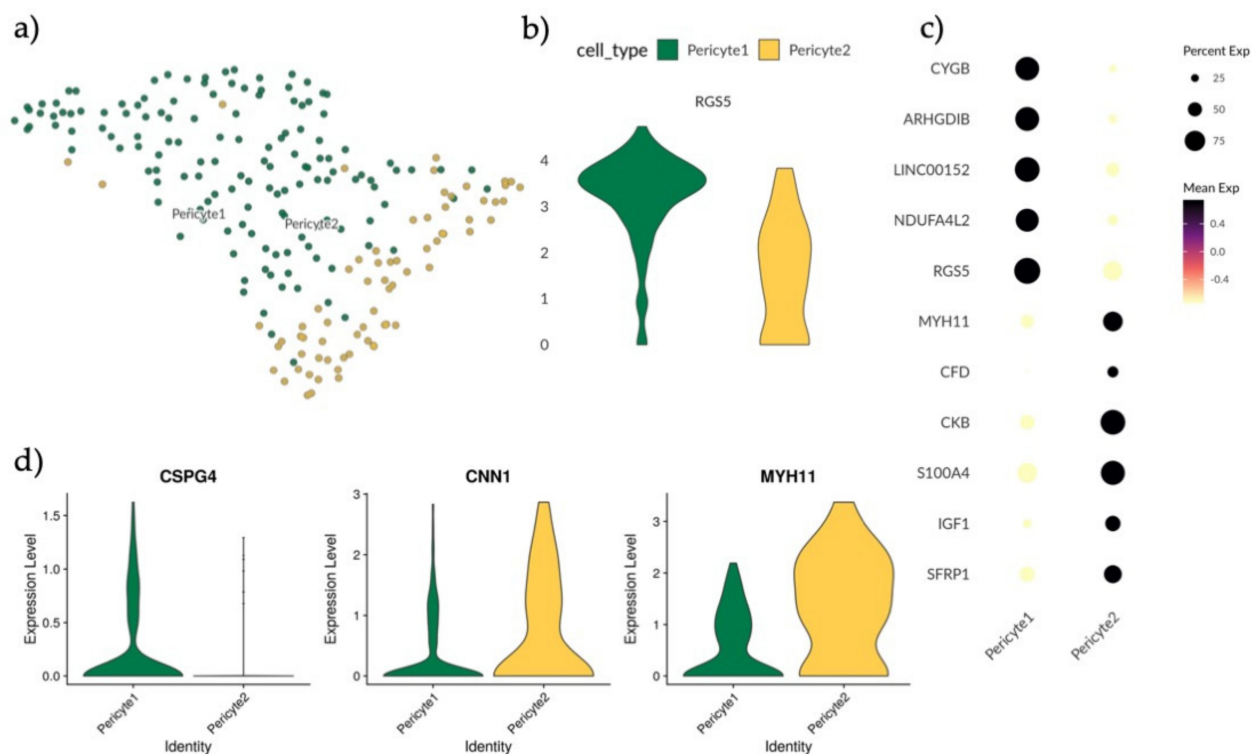 a)
Pericyte1
Pericyte2
b)
cell_type Pericyte1 Pericyte2
RGS5
4
3
2
1
0
c)
CYGB
ARHGDIB
LINC00152
NDUFA4L2
RGS5
MYH11
CFD
CKB
S100A4
IGF1
SFRP1
Pericyte1
Pericyte2
Percent Exp
25
50
75
Mean Exp
0.4
0.0
-0.4
d)
CSPG4
Expression Level
1.5
1.0
0.5
0.0
Pericyte1
Pericyte2
Identity
CNN1
Expression Level
3
2
1
0
Pericyte1
Pericyte2
Identity
MYH11
Expression Level
3
2
1
0
Pericyte1
Pericyte2
Identity